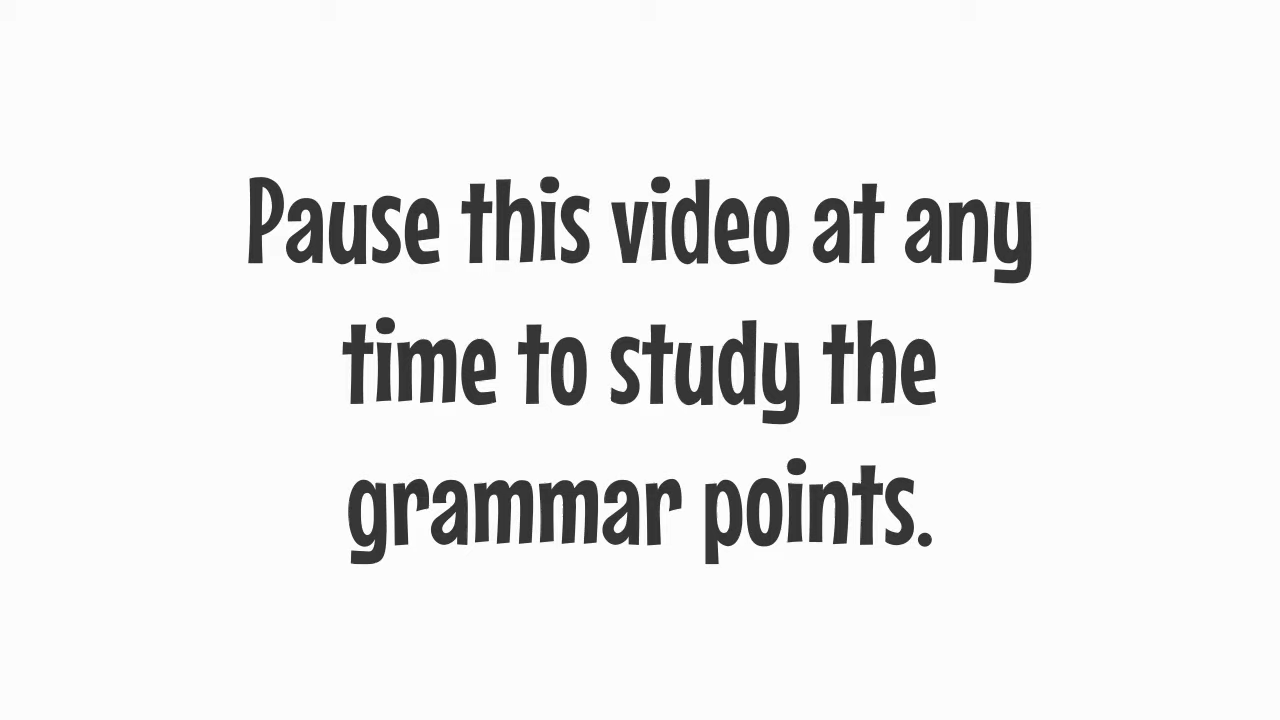 Pause this video at any
time to study the
grammar points.